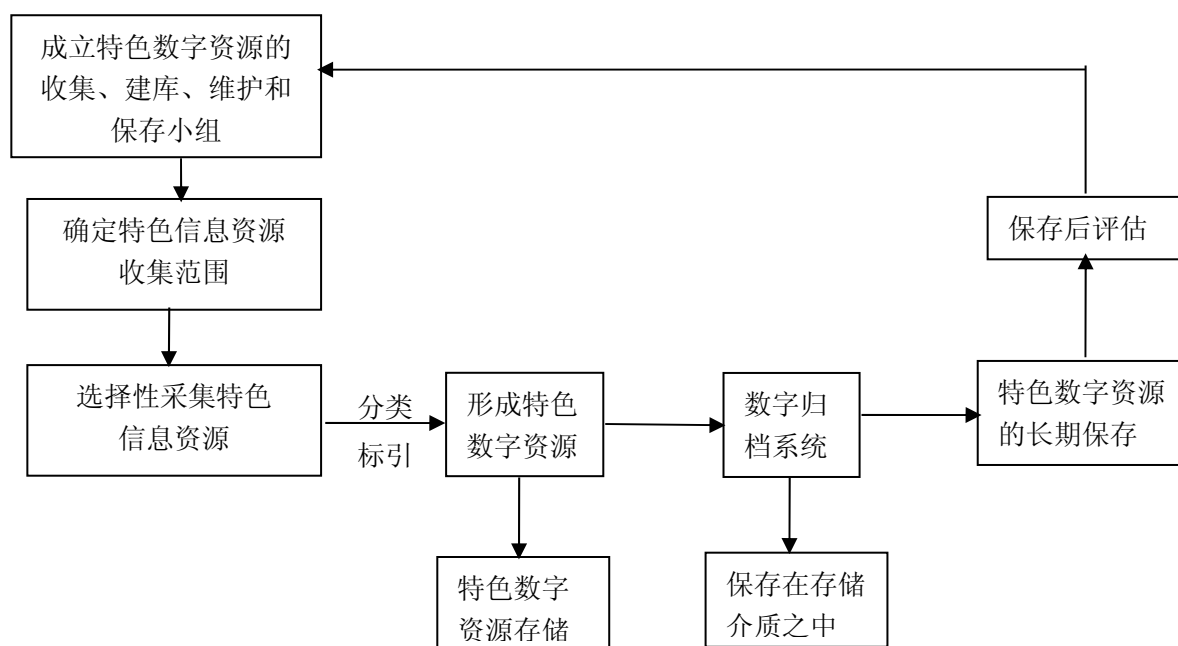 成立特色数字资源的
收集、建库、维护和
保存小组
确定特色信息资源
收集范围
保存后评估
选择性采集特色
信息资源
分类
标引
形成特色
数字资源
数字归
档系统
特色数字资源
的长期保存
特色数字
资源存储
保存在存储
介质之中